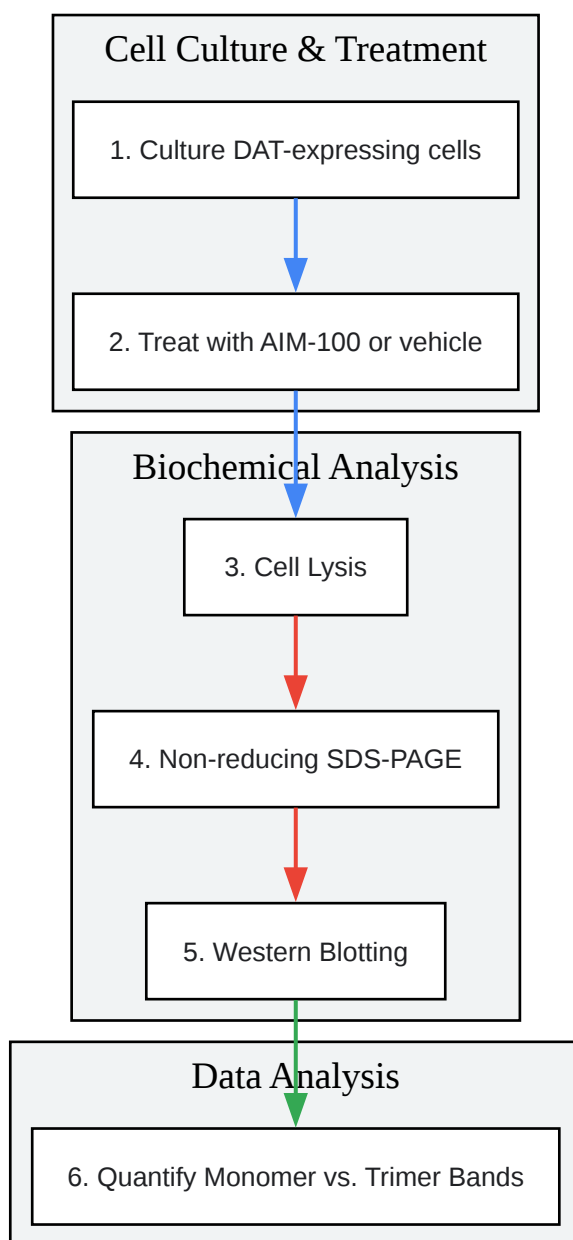 Cell Culture & Treatment
1. Culture DAT-expressing cells
2. Treat with AIM-100 or vehicle
Biochemical Analysis
3. Cell Lysis
4. Non-reducing SDS-PAGE
5. Western Blotting
Data Analysis
6. Quantify Monomer vs. Trimer Bands